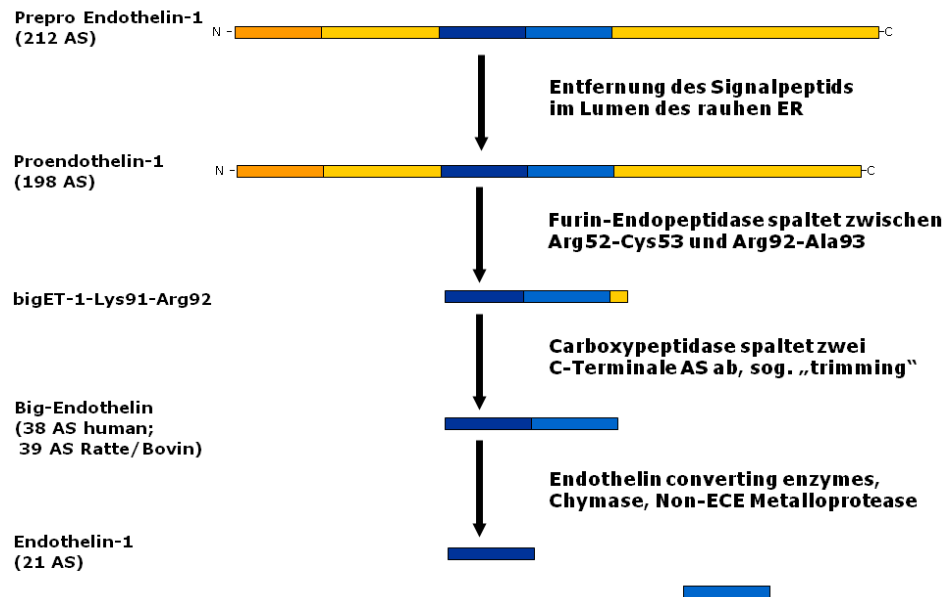 Prepro Endothelin-1
(212 AS)
N -
-C
Entfernung des Signalpeptids
im Lumen des rauhen ER
Proendothelin-1
(198 AS)
N -
-C
Furin-Endopeptidase spaltet zwischen
Arg52-Cys53 und Arg92-Ala93
bigET-1-Lys91-Arg92
Carboxypeptidase spaltet zwei
C-Terminale AS ab, sog. „trimming“
Big-Endothelin
(38 AS human;
39 AS Ratte/Bovin)
Endothelin converting enzymes,
Chymase, Non-ECE Metalloprotease
Endothelin-1
(21 AS)